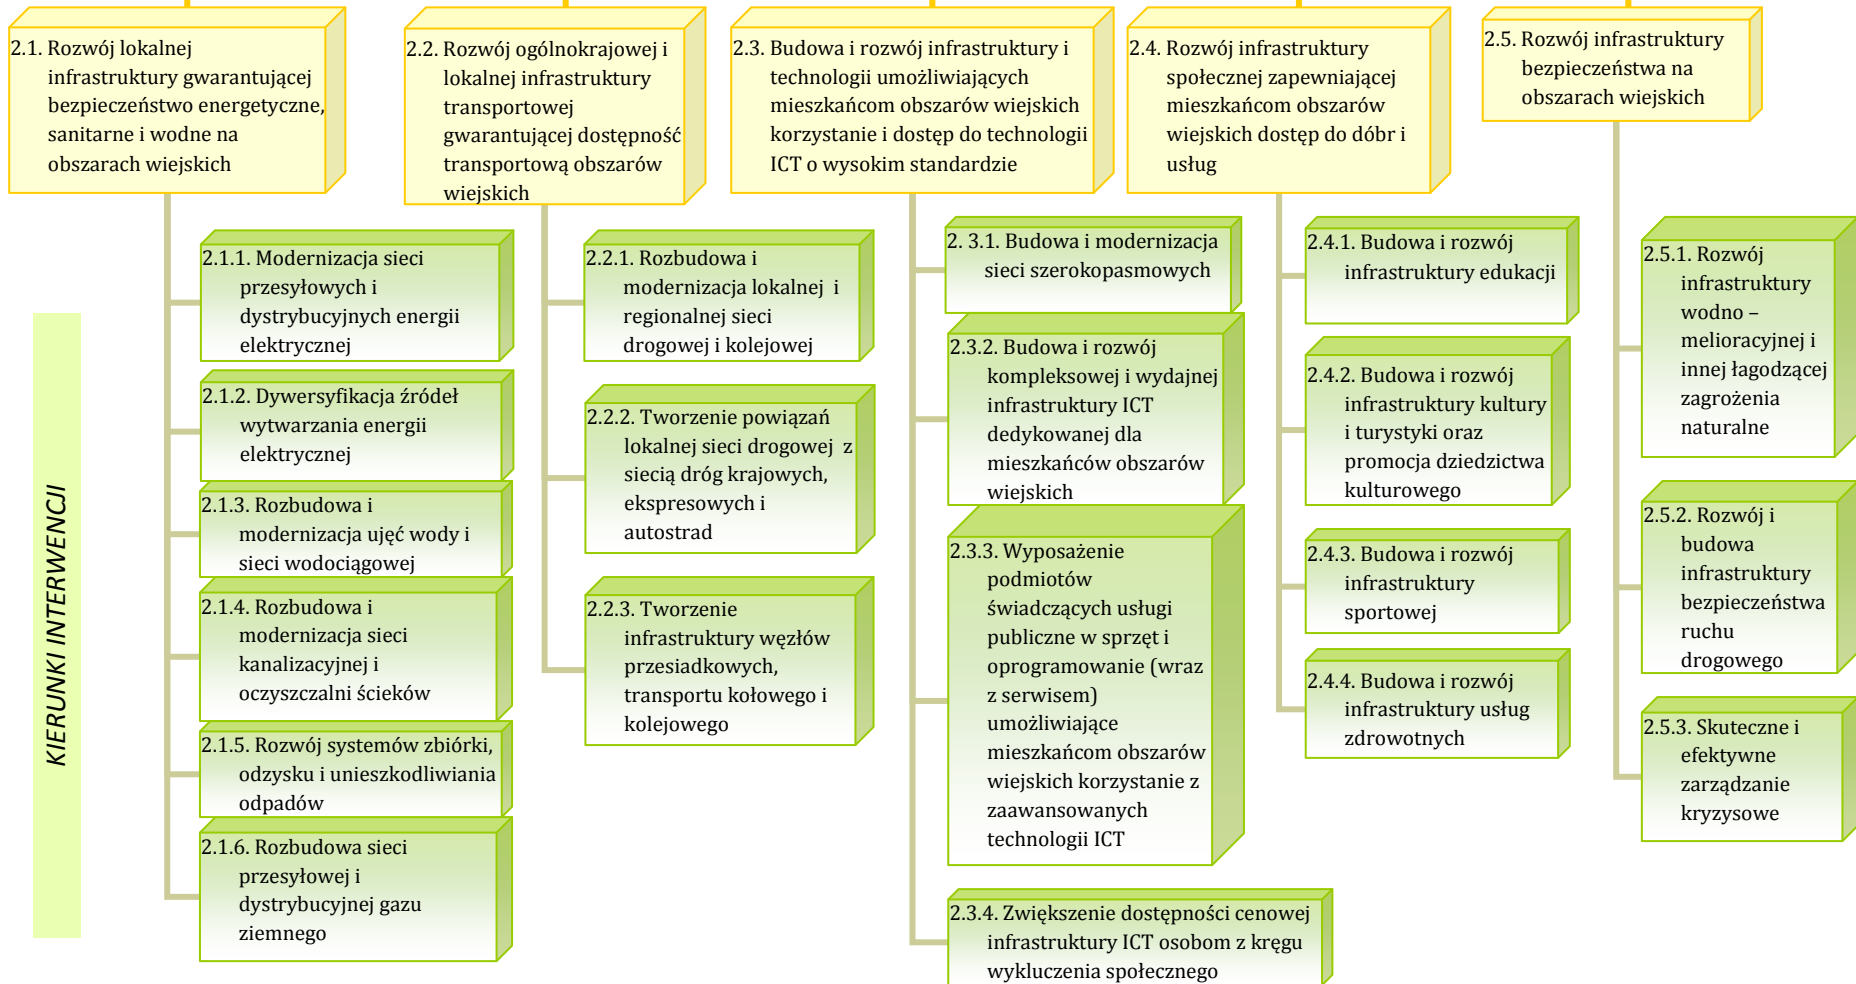 2.1. Rozwój lokalnej
infrastruktury gwarantującej
bezpieczeństwo energetyczne,
sanitarne i wodne na
obszarach wiejskich
2.2. Rozwój ogólnokrajowej i
lokalnej infrastruktury
transportowej
gwarantującej dostępność
transportową obszarów
wiejskich
2.3. Budowa i rozwój infrastruktury i
technologii umożliwiających
mieszkańcom obszarów wiejskich
korzystanie i dostęp do technologii
ICT o wysokim standardzie
2.4. Rozwój infrastruktury
społecznej zapewniającej
mieszkańcom obszarów
wiejskich dostęp do dóbr i
usług
2.5. Rozwój infrastruktury
bezpieczeństwa na
obszarach wiejskich
KIERUNKI INTERWENCJI
2.1.1. Modernizacja sieci
przesyłowych i
dystrybucyjnych energii
elektrycznej
2.1.2. Dywersyfikacja źródeł
wytwarzania energii
elektrycznej
2.1.3. Rozbudowa i
modernizacja ujęć wody i
sieci wodociągowej
2.1.4. Rozbudowa i
modernizacja sieci
kanalizacyjnej i
oczyszczalni ścieków
2.1.5. Rozwój systemów zbiórki,
odzysku i unieszkodliwiania
odpadów
2.1.6. Rozbudowa sieci
przesyłowej i
dystrybucyjnej gazu
ziemnego
2.2.1. Rozbudowa i
modernizacja lokalnej i
regionalnej sieci
drogowej i kolejowej
2.2.2. Tworzenie powiązań
lokalnej sieci drogowej z
siecią dróg krajowych,
ekspresowych i
autostrad
2.2.3. Tworzenie
infrastruktury węzłów
przesiadkowych,
transportu kołowego i
kolejowego
2. 3.1. Budowa i modernizacja
sieci szerokopasmowych
2.3.2. Budowa i rozwój
kompleksowej i wydajnej
infrastruktury ICT
dedykowanej dla
mieszkańców obszarów
wiejskich
2.3.3. Wyposażenie
podmiotów
świadczących usługi
publiczne w sprzęt i
oprogramowanie (wraz
z serwisem)
umożliwiające
mieszkańcom obszarów
wiejskich korzystanie z
zaawansowanych
technologii ICT
2.3.4. Zwiększenie dostępności cenowej
infrastruktury ICT osobom z kręgu
wykluczenia społecznego
2.4.1. Budowa i rozwój
infrastruktury edukacji
2.4.2. Budowa i rozwój
infrastruktury kultury
i turystyki oraz
promocja dziedzictwa
kulturowego
2.4.3. Budowa i rozwój
infrastruktury
sportowej
2.4.4. Budowa i rozwój
infrastruktury usług
zdrowotnych
2.5.1. Rozwój
infrastruktury
wodno –
melioracyjnej i
innej łagodzącej
zagrożenia
naturalne
2.5.2. Rozwój i
budowa
infrastruktury
bezpieczeństwa
ruchu
drogowego
2.5.3. Skuteczne i
efektywne
zarządzanie
kryzysowe